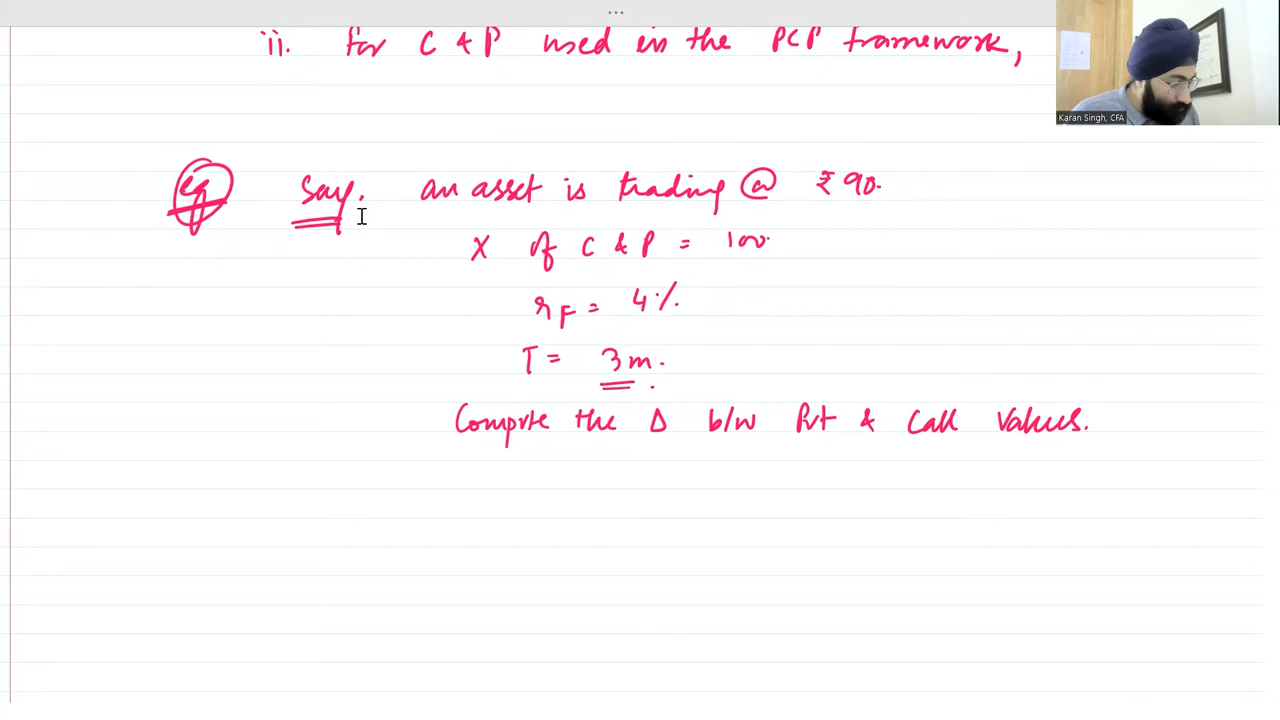 ii. For C & P used in the PCP framework,
Karan Singh, CFA
eg Say. an asset is trading @ ₹90.
X of C & P = 100.
rF = 4%.
T = 3m.
Compute the Δ b/w Put & Call Values.